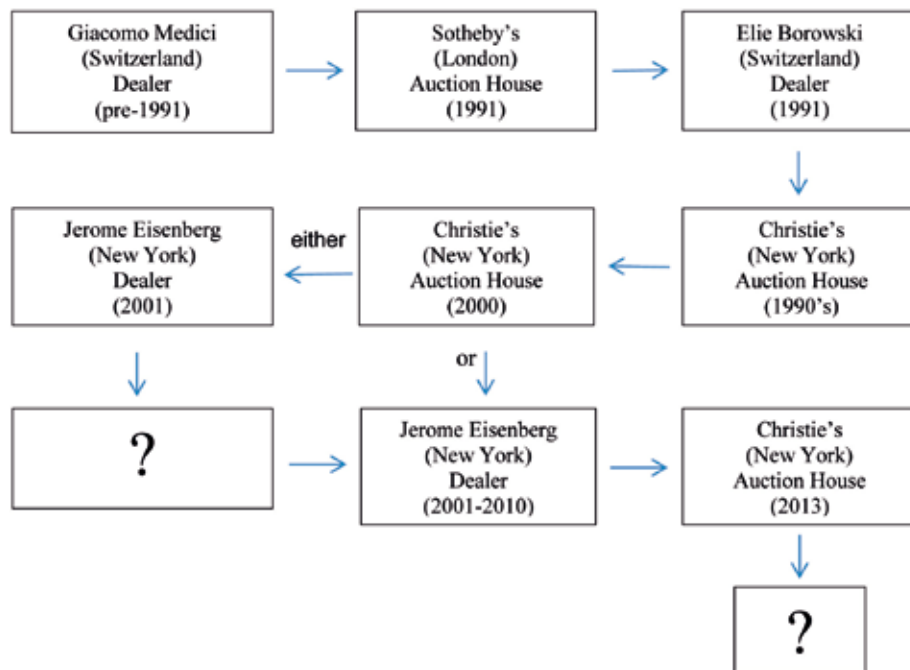 Giacomo Medici
(Switzerland)
Dealer
(pre-1991)
Sotheby's
(London)
Auction House
(1991)
Elie Borowski
(Switzerland)
Dealer
(1991)
Jerome Eisenberg
(New York)
Dealer
(2001)
either
Christie's
(New York)
Auction House
(2000)
Christie's
(New York)
Auction House
(1990's)
or
?
Jerome Eisenberg
(New York)
Dealer
(2001-2010)
Christie's
(New York)
Auction House
(2013)
?